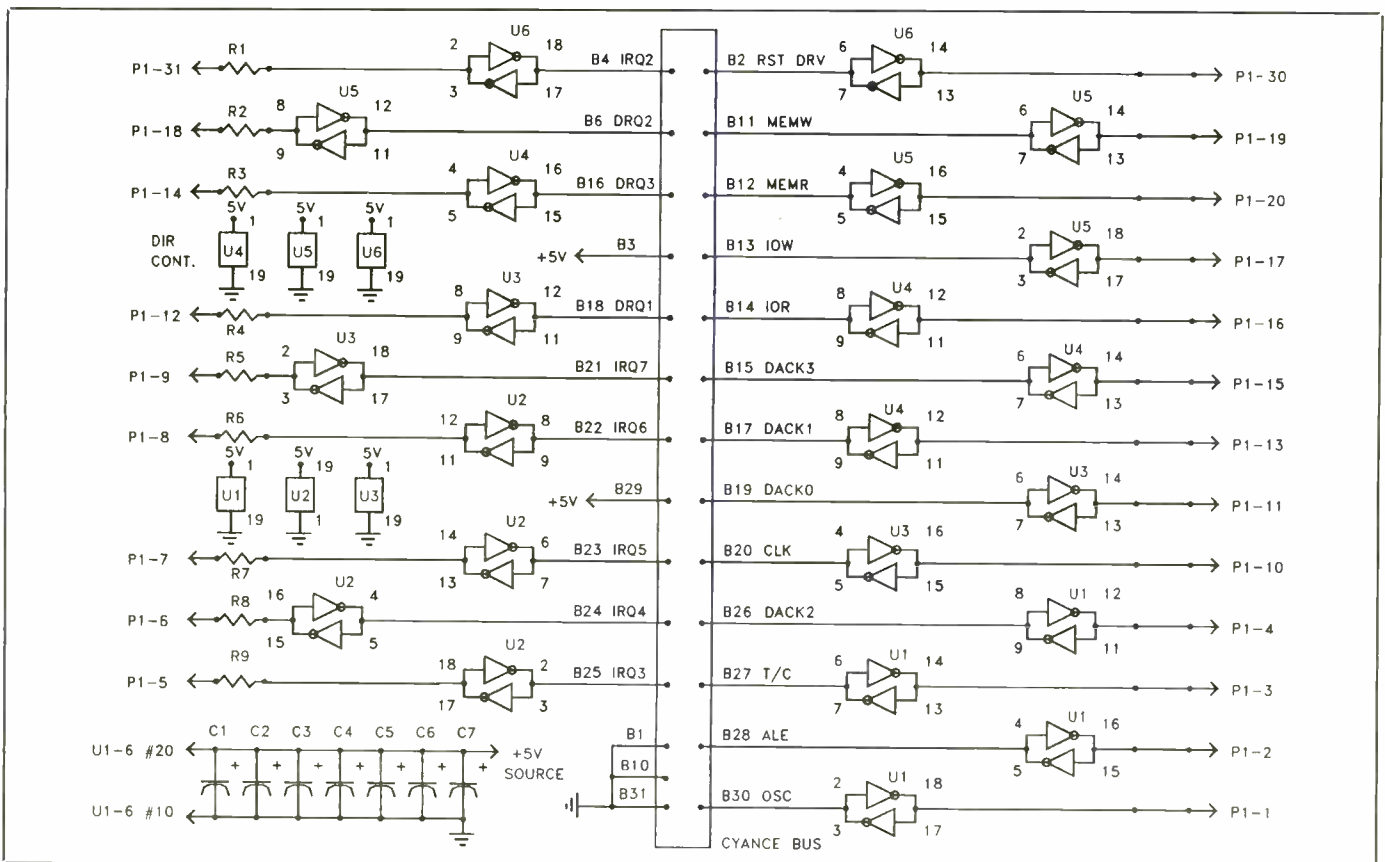 U6
R1 2 18 B4 IRQ2 B2 RST DRV 6 14
P1-31 3 17 7 13 P1-30
U6
U5
R2 8 12 B6 DRQ2 B11 MEMW 6 14
P1-18 9 11 7 13 P1-19
U5
U4
R3 4 16 B16 DRQ3 B12 MEMR 4 16
P1-14 5 15 5 15 P1-20
U5
5V 1 5V 1 5V 1
DIR CONT. U4 U5 U6
19 19 19
+5V B3 B13 IOW 2 18
3 17 P1-17
U5
U3
8 12 B18 DRQ1 B14 IOR 8 12
P1-12 R4 9 11 9 11 P1-16
U4
U3
R5 2 18 B21 IRQ7 B15 DACK3 6 14
P1-9 3 17 7 13 P1-15
U4
U2
R6 12 8 B22 IRQ6 B17 DACK1 8 12
P1-8 11 9 9 11 P1-13
U4
5V 1 5V 19 5V 1
U1 U2 U3
19 1 19
+5V B29 B19 DACK0 6 14
7 13 P1-11
U3
U2
14 6 B23 IRQ5 B20 CLK 4 16
P1-7 R7 13 7 5 15 P1-10
U3
U2
R8 16 4 B24 IRQ4 B26 DACK2 8 12
P1-6 15 5 9 11 P1-4
U1
U2
R9 18 2 B25 IRQ3 B27 T/C 6 14
P1-5 17 3 7 13 P1-3
U1
C1 C2 C3 C4 C5 C6 C7
U1-6 #20 +5V SOURCE
+ + + + + + +
U1-6 #10
B1 B28 ALE 4 16
B10 5 15 P1-2
U1
B31 B30 OSC 2 18
3 17 P1-1
U1
CYANCE BUS